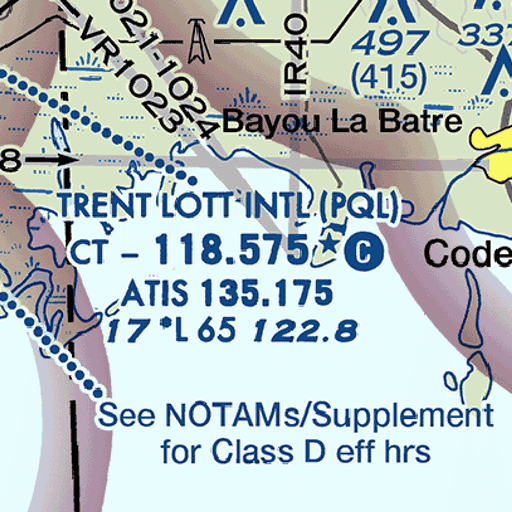 021-1024
VR1023
IR40
497
(415)
337
Bayou La Batre
8
TRENT LOTT INTL (PQL)
CT – 118.575 ★ C
ATIS 135.175
17 *L 65 122.8
Code
See NOTAMs/Supplement
for Class D eff hrs